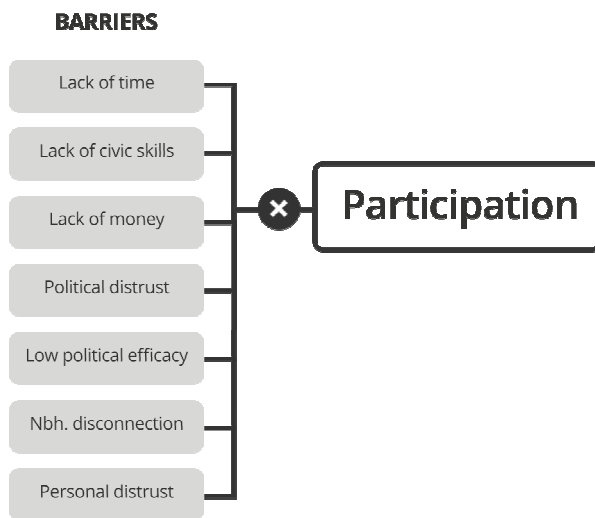 BARRIERS
Lack of time
Lack of civic skills
Lack of money
Political distrust
Low political efficacy
Nbh. disconnection
Personal distrust
Participation